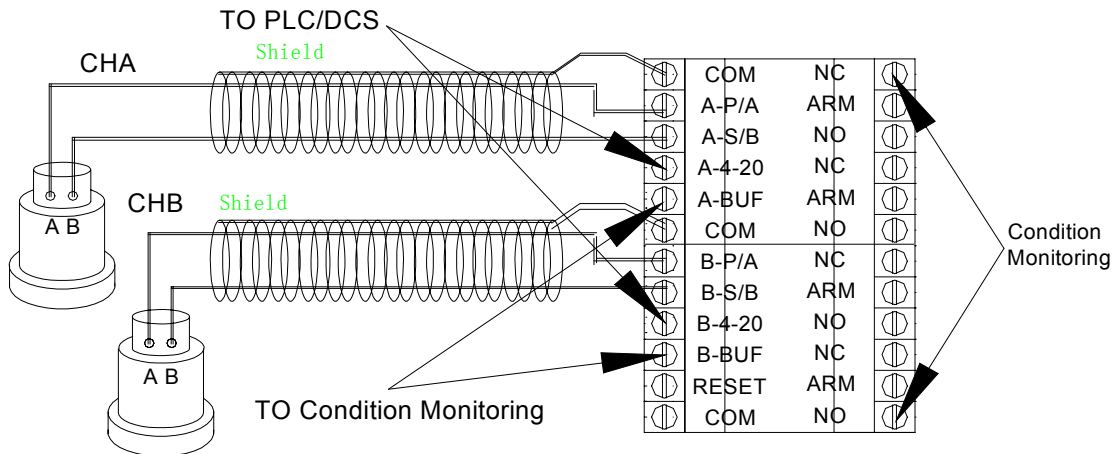 TO PLC/DCS
Shield
CHA
COM NC
A-P/A ARM
A-S/B NO
A-4-20 NC
A-BUF ARM
COM NO
B-P/A NC
B-S/B ARM
B-4-20 NO
B-BUF NC
RESET ARM
COM NO
A B
CHB
Shield
A B
TO Condition Monitoring
Condition
Monitoring